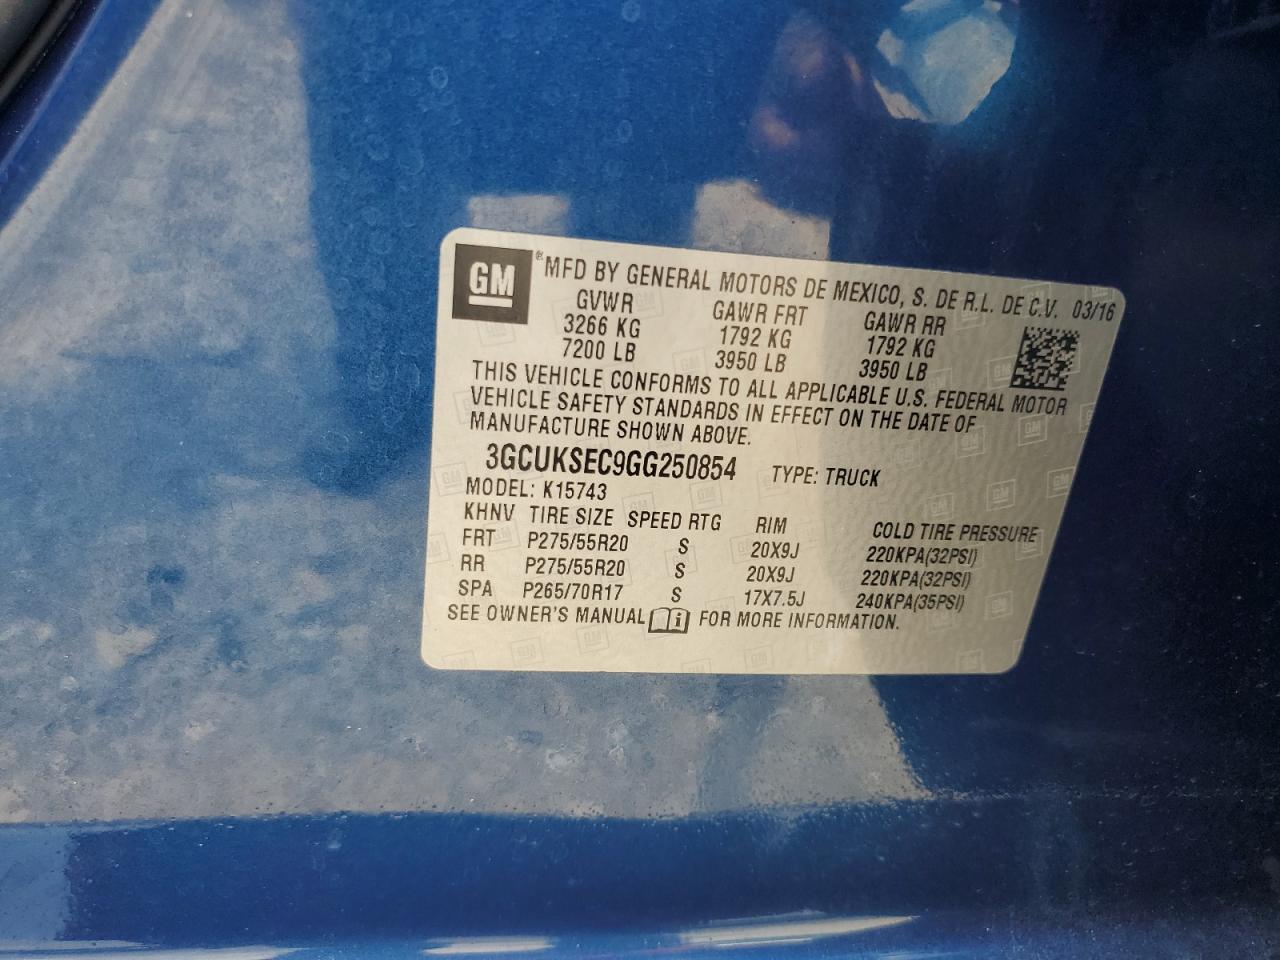 GM ® MFD BY GENERAL MOTORS DE MEXICO, S. DE R.L. DE C.V. 03/16
GVWR GAWR FRT GAWR RR
3266 KG 1792 KG 1792 KG
7200 LB 3950 LB 3950 LB
THIS VEHICLE CONFORMS TO ALL APPLICABLE U.S. FEDERAL MOTOR
VEHICLE SAFETY STANDARDS IN EFFECT ON THE DATE OF
MANUFACTURE SHOWN ABOVE.
3GCUKSEC9GG250854 TYPE: TRUCK
MODEL: K15743
KHNV TIRE SIZE SPEED RTG RIM COLD TIRE PRESSURE
FRT P275/55R20 S 20X9J 220KPA(32PSI)
RR P275/55R20 S 20X9J 220KPA(32PSI)
SPA P265/70R17 S 17X7.5J 240KPA(35PSI)
SEE OWNER'S MANUAL i FOR MORE INFORMATION.